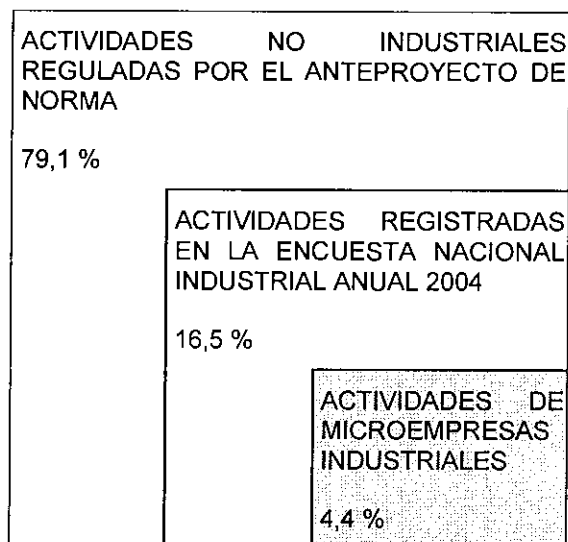 ACTIVIDADES NO INDUSTRIALES
REGULADAS POR EL ANTEPROYECTO DE
NORMA
79,1 %
ACTIVIDADES REGISTRADAS
EN LA ENCUESTA NACIONAL
INDUSTRIAL ANUAL 2004
16,5 %
ACTIVIDADES DE
MICROEMPRESAS
INDUSTRIALES
4,4 %